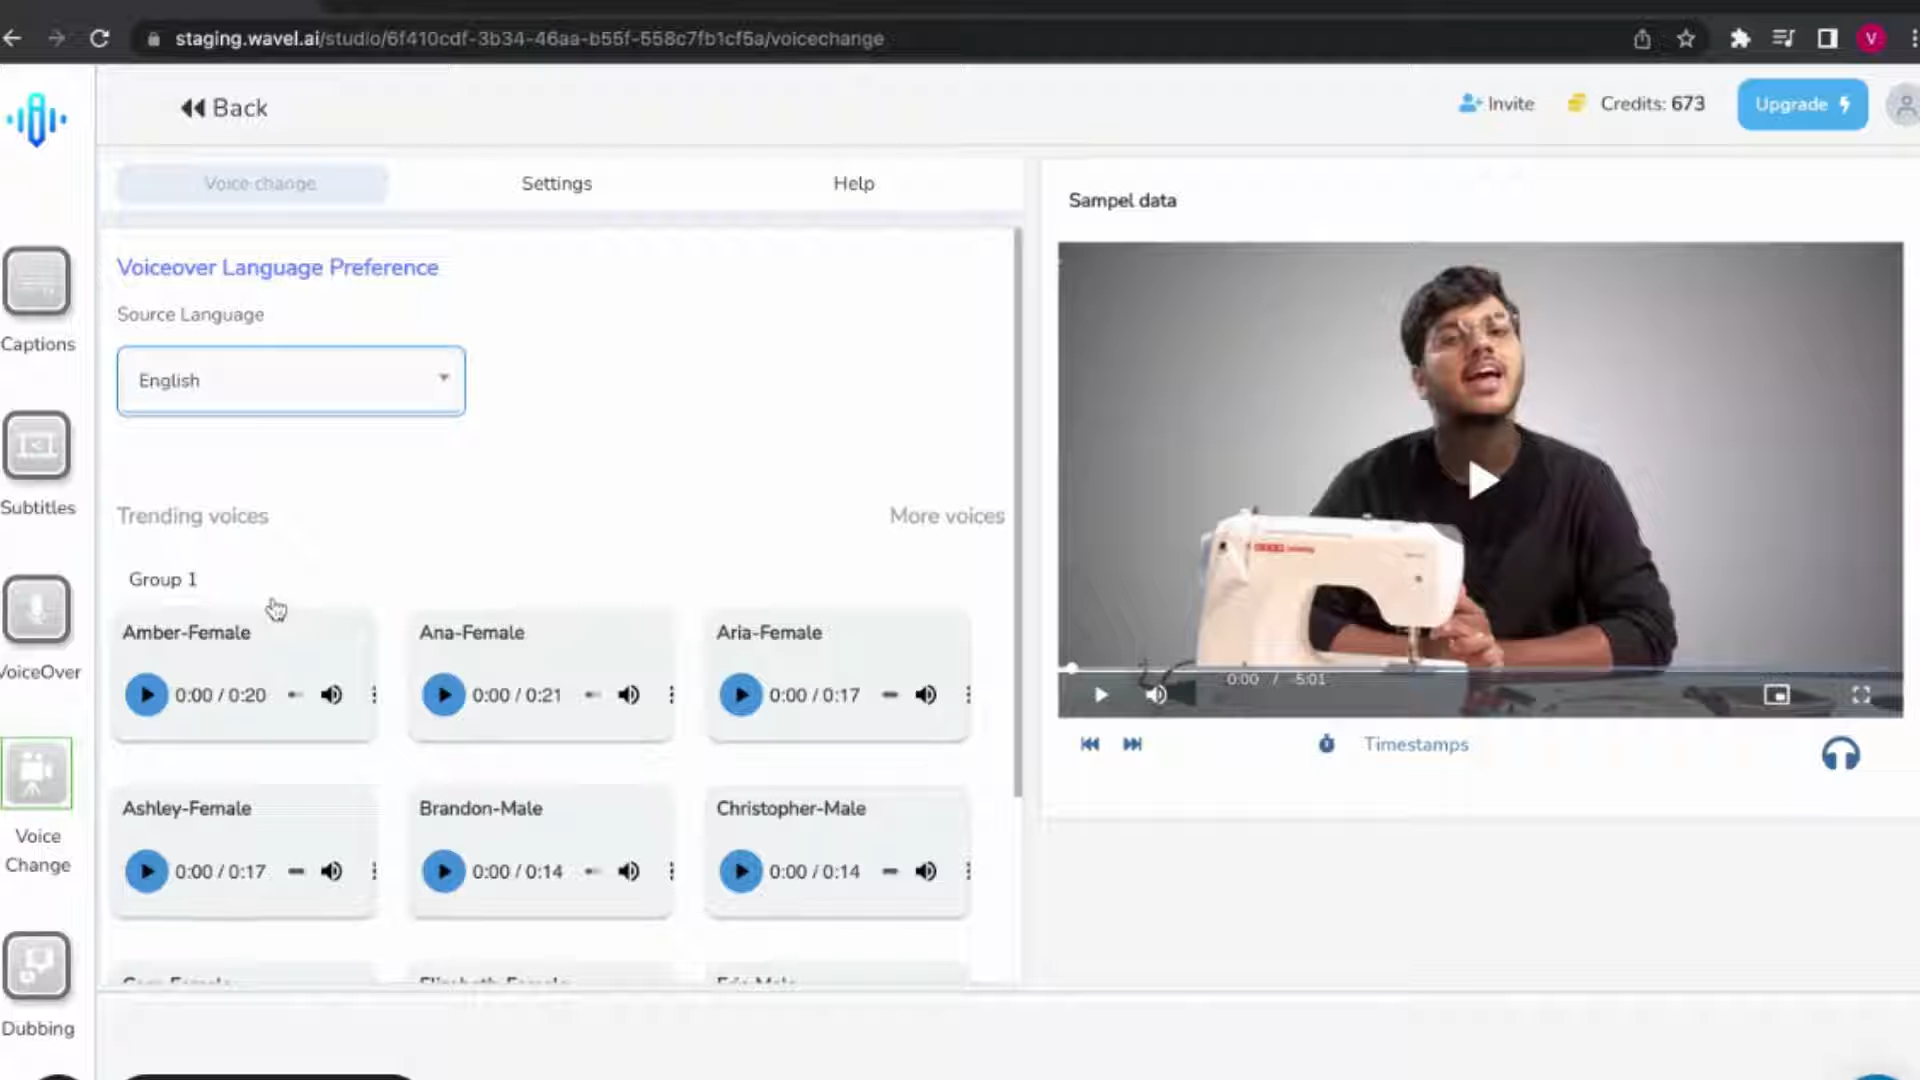 staging.wavel.ai/studio/6f410cdf-3b34-46aa-b55f-558c7fb1cf5a/voicechange
V
Back
Invite
Credits: 673
Upgrade
Voice change
Settings
Help
Sampel data
Voiceover Language Preference
Source Language
English
Captions
Trending voices
More voices
Subtitles
Group 1
Amber-Female
Ana-Female
Aria-Female
VoiceOver
0:00 / 0:20
0:00 / 0:21
0:00 / 0:17
0:00 / 5:01
Timestamps
Ashley-Female
Brandon-Male
Christopher-Male
Voice
Change
0:00 / 0:17
0:00 / 0:14
0:00 / 0:14
Dubbing